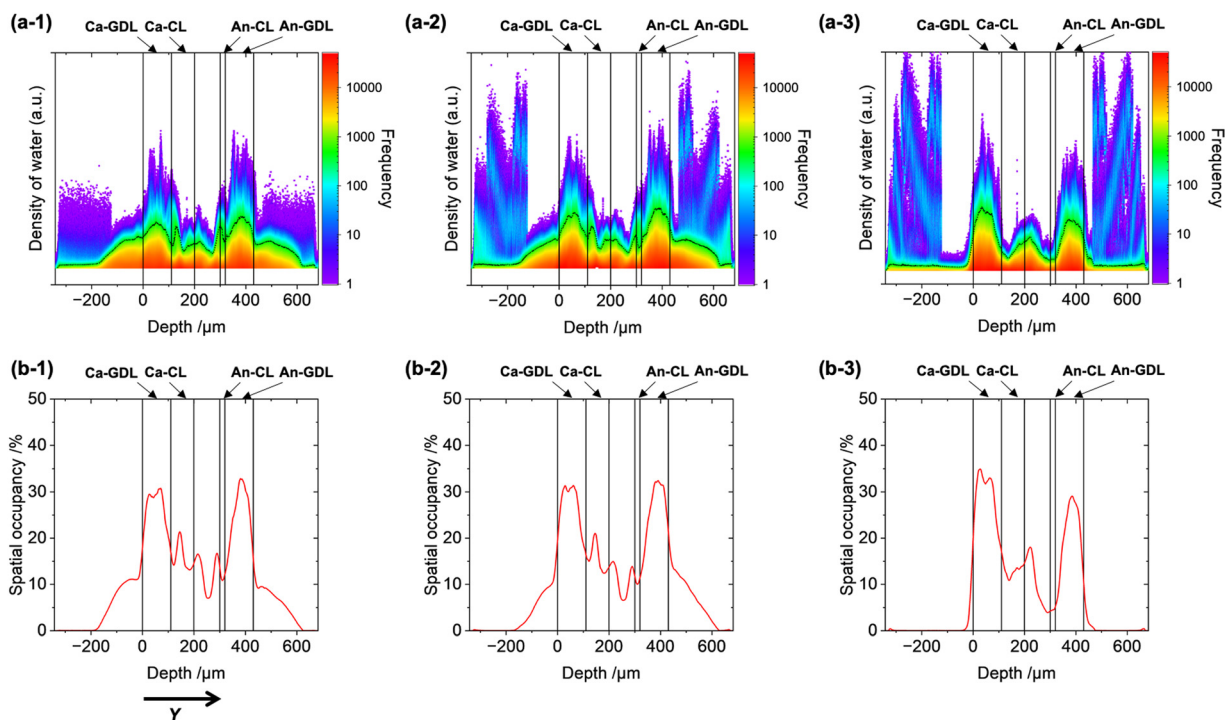 (a-1)
Ca-GDL Ca-CL An-CL An-GDL
Density of water (a.u.)
10000
1000
100
10
1
Frequency
−200 0 200 400 600
Depth /μm
(a-2)
Ca-GDL Ca-CL An-CL An-GDL
Density of water (a.u.)
10000
1000
100
10
1
Frequency
−200 0 200 400 600
Depth /μm
(a-3)
Ca-GDL Ca-CL An-CL An-GDL
Density of water (a.u.)
10000
1000
100
10
1
Frequency
−200 0 200 400 600
Depth /μm
(b-1)
Ca-GDL Ca-CL An-CL An-GDL
Spatial occupancy /%
50
40
30
20
10
0
−200 0 200 400 600
Depth /μm
Y
(b-2)
Ca-GDL Ca-CL An-CL An-GDL
Spatial occupancy /%
50
40
30
20
10
0
−200 0 200 400 600
Depth /μm
(b-3)
Ca-GDL Ca-CL An-CL An-GDL
Spatial occupancy /%
50
40
30
20
10
0
−200 0 200 400 600
Depth /μm